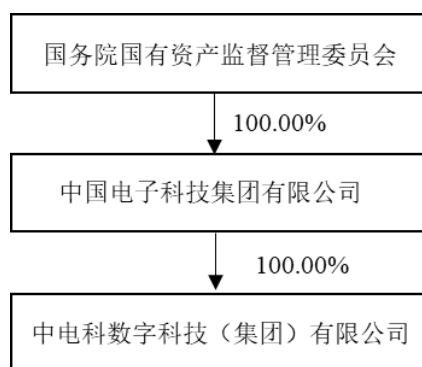 国务院国有资产监督管理委员会
100.00%
中国电子科技集团有限公司
100.00%
中电科数字科技（集团）有限公司